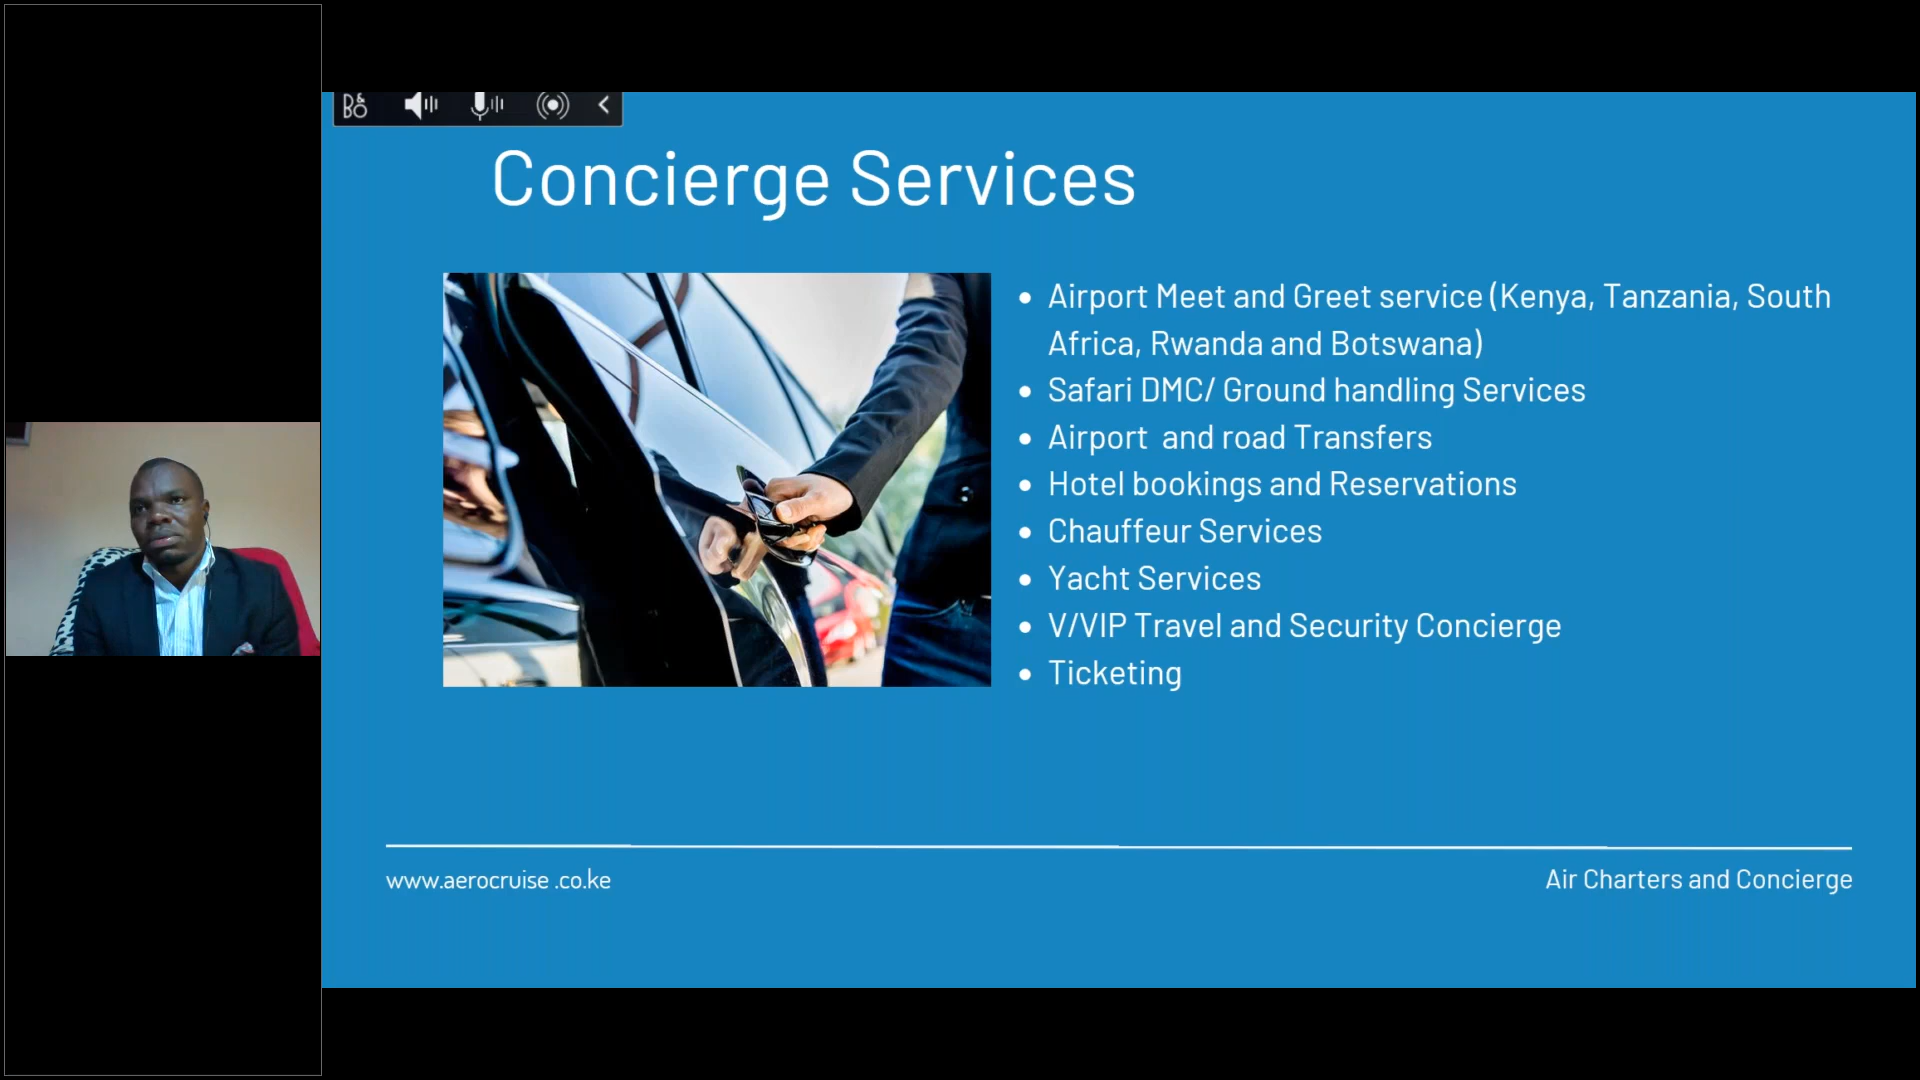 B&O
Concierge Services
• Airport Meet and Greet service (Kenya, Tanzania, South
Africa, Rwanda and Botswana)
• Safari DMC/ Ground handling Services
• Airport  and road Transfers
• Hotel bookings and Reservations
• Chauffeur Services
• Yacht Services
• V/VIP Travel and Security Concierge
• Ticketing
www.aerocruise .co.ke
Air Charters and Concierge